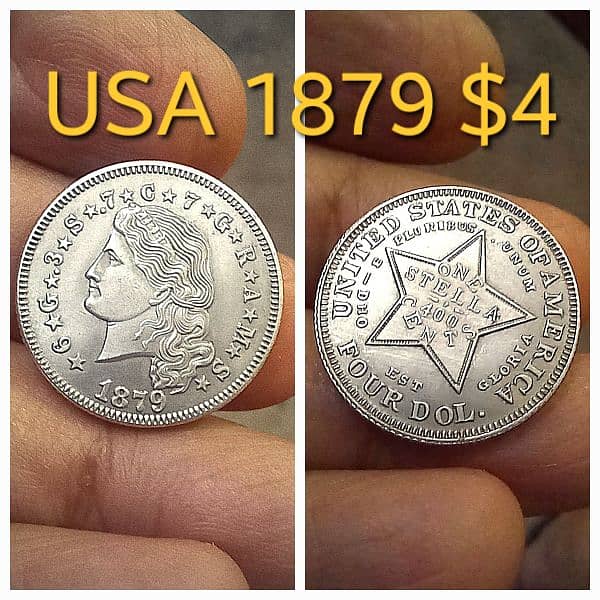 USA 1879 $4
★6★G★.3★S★.7★C★7★G★R★A★M★S★
1879
UNITED STATES OF AMERICA
E PLURIBUS UNUM
DEO EST GLORIA
ONE
STELLA
400
CENTS
FOUR DOL.